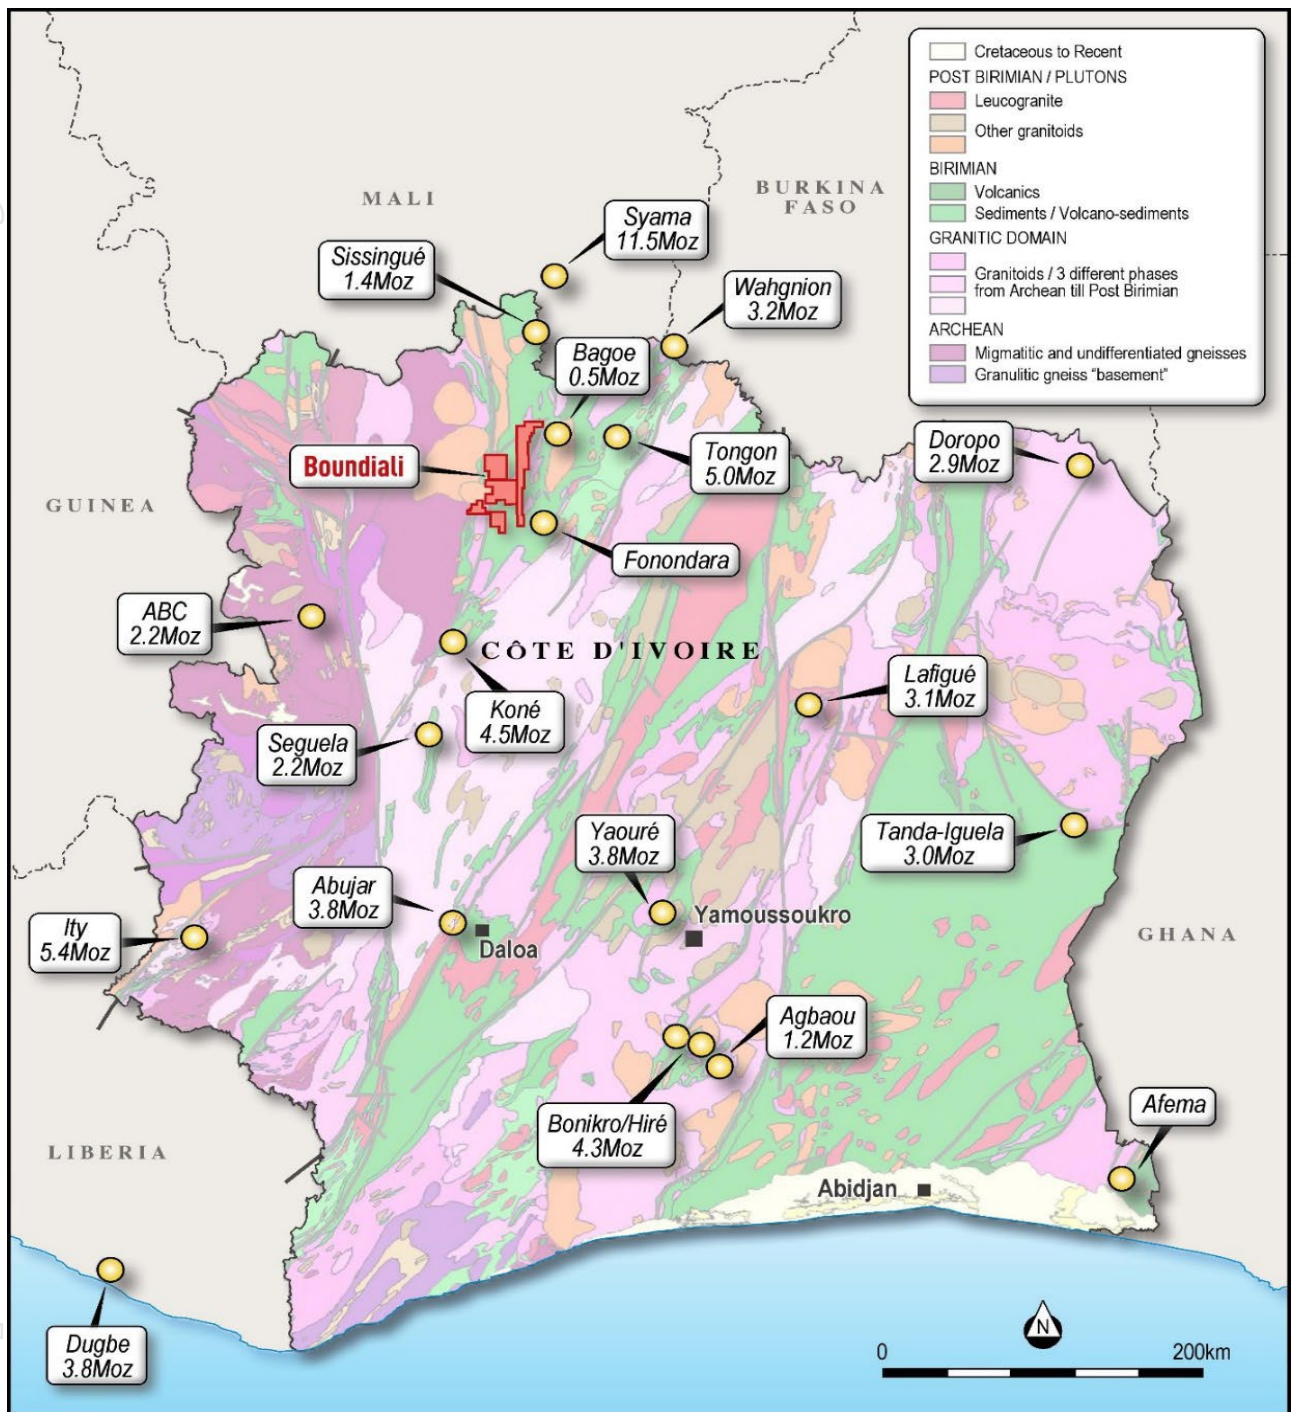 Cretaceous to Recent
POST BIRIMIAN / PLUTONS
Leucogranite
Other granitoids
BIRIMIAN
Volcanics
Sediments / Volcano-sediments
GRANITIC DOMAIN
Granitoids / 3 different phases
from Archean till Post Birimian
ARCHEAN
Migmatitic and undifferentiated gneisses
Granulitic gneiss "basement"
MALI
BURKINA
FASO
Syama
11.5Moz
Sissingué
1.4Moz
Wahgnion
3.2Moz
Bagoe
0.5Moz
Boundiali
Tongon
5.0Moz
Doropo
2.9Moz
GUINEA
Fonondara
ABC
2.2Moz
CÔTE D'IVOIRE
Koné
4.5Moz
Lafigué
3.1Moz
Seguela
2.2Moz
Yaouré
3.8Moz
Tanda-Iguela
3.0Moz
Abujar
3.8Moz
Ity
5.4Moz
Daloa
Yamoussoukro
GHANA
Agbaou
1.2Moz
Bonikro/Hiré
4.3Moz
Afema
LIBERIA
Abidjan
Dugbe
3.8Moz
N
0 200km